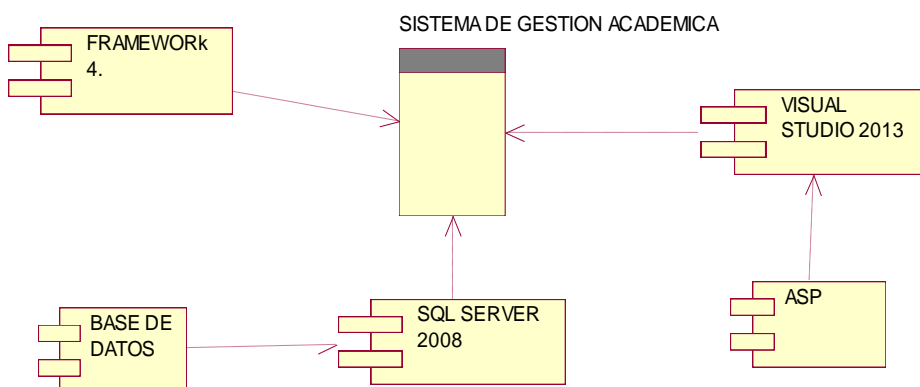 SISTEMA DE GESTION ACADEMICA
FRAMEWORk
4.
VISUAL
STUDIO 2013
ASP
SQL SERVER
2008
BASE DE
DATOS